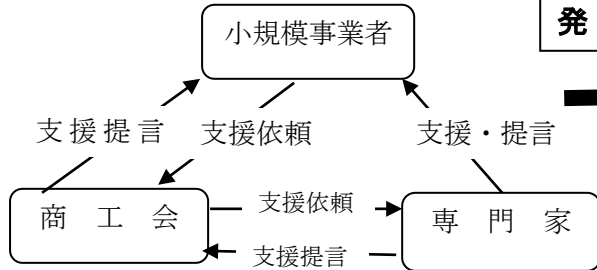 小規模事業者
発
支援提言
支援依頼
支援・提言
商工会
支援依頼
専門家
支援提言